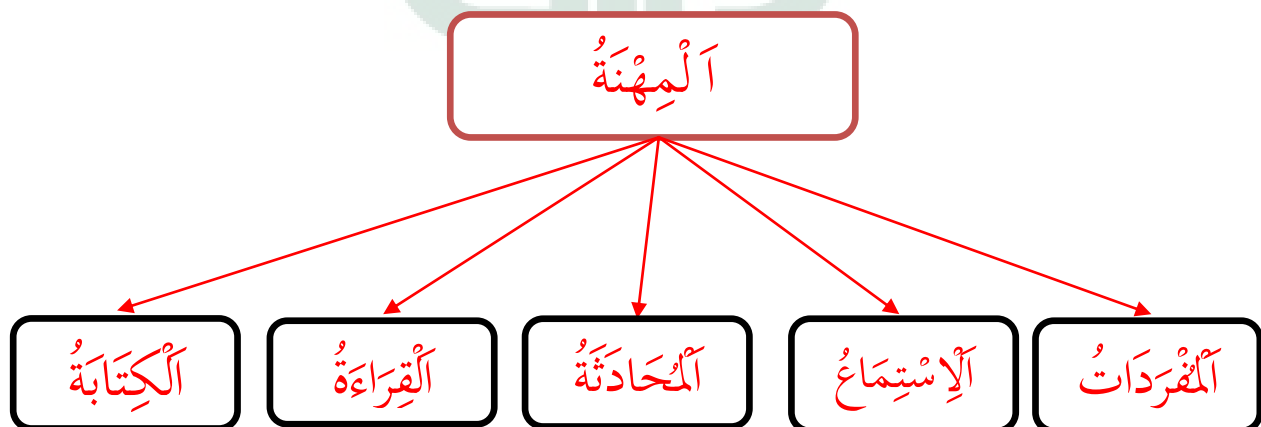 اَلْمِهْنَةُ
اَلْمُفْرَدَاتُ
اَلْاِسْتِمَاعُ
اَلْمُحَادَثَةُ
اَلْقِرَاءَةُ
اَلْكِتَابَةُ